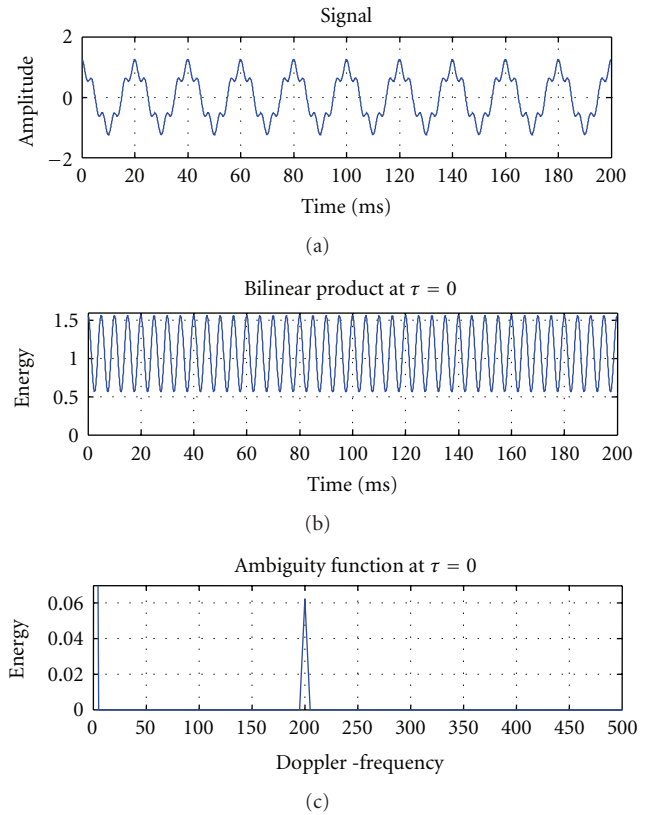 Signal
2
0
−2
Amplitude
0 20 40 60 80 100 120 140 160 180 200
Time (ms)
(a)
Bilinear product at τ = 0
1.5
1
0.5
0
Energy
0 20 40 60 80 100 120 140 160 180 200
Time (ms)
(b)
Ambiguity function at τ = 0
0.06
0.04
0.02
0
Energy
0 50 100 150 200 250 300 350 400 450 500
Doppler -frequency
(c)